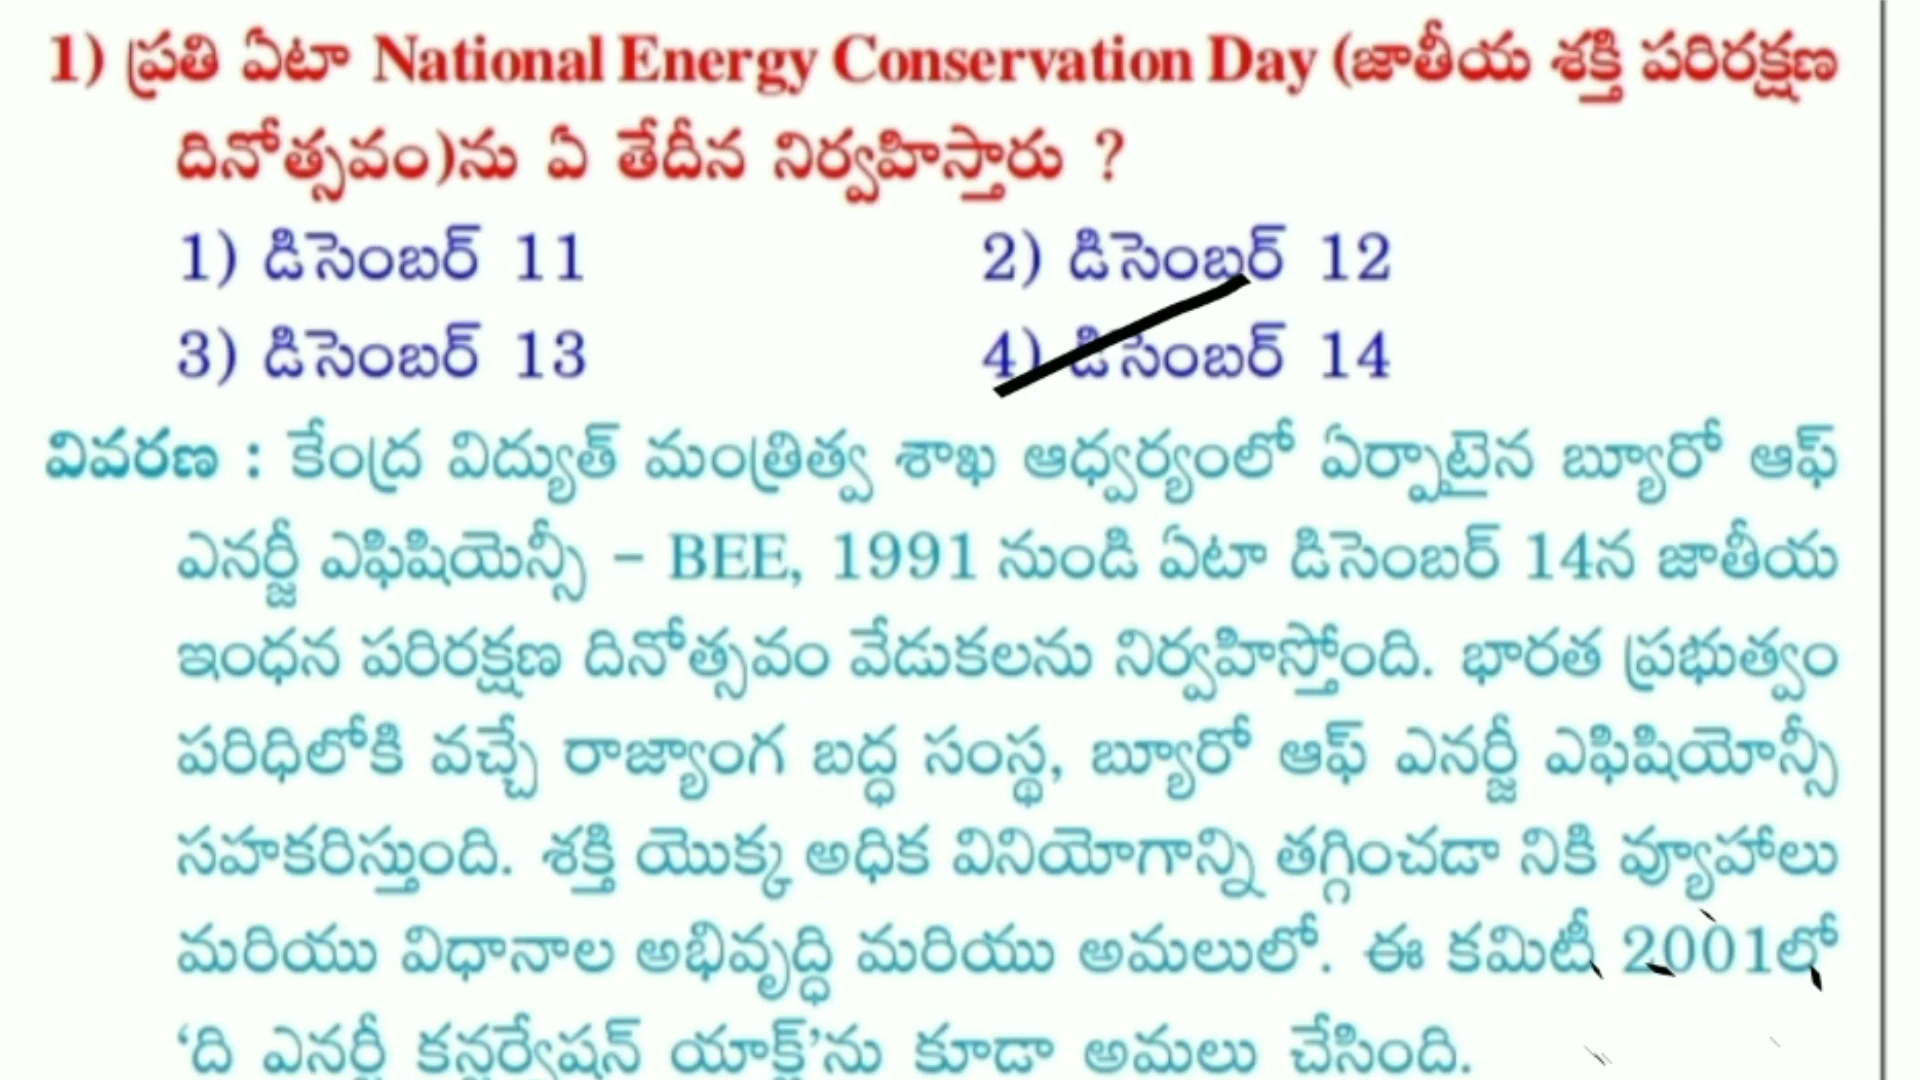 1) ప్రతి ఏటా National Energy Conservation Day (జాతీయ శక్తి పరిరక్షణ
దినోత్సవం)ను ఏ తేదీన నిర్వహిస్తారు ?
1) డిసెంబర్ 11 2) డిసెంబర్ 12
3) డిసెంబర్ 13 4) డిసెంబర్ 14
వివరణ : కేంద్ర విద్యుత్ మంత్రిత్వ శాఖ ఆధ్వర్యంలో ఏర్పాటైన బ్యూరో ఆఫ్
ఎనర్జీ ఎఫిషియెన్సీ – BEE, 1991 నుండి ఏటా డిసెంబర్ 14న జాతీయ
ఇంధన పరిరక్షణ దినోత్సవం వేడుకలను నిర్వహిస్తోంది. భారత ప్రభుత్వం
పరిధిలోకి వచ్చే రాజ్యాంగ బద్ధ సంస్థ, బ్యూరో ఆఫ్ ఎనర్జీ ఎఫిషియోన్సీ
సహకరిస్తుంది. శక్తి యొక్క అధిక వినియోగాన్ని తగ్గించడా నికి వ్యూహాలు
మరియు విధానాల అభివృద్ధి మరియు అమలులో. ఈ కమిటీ 2001లో
‘ది ఎనర్జీ కన్జర్వేషన్ యాక్ట్’ను కూడా అమలు చేసింది.